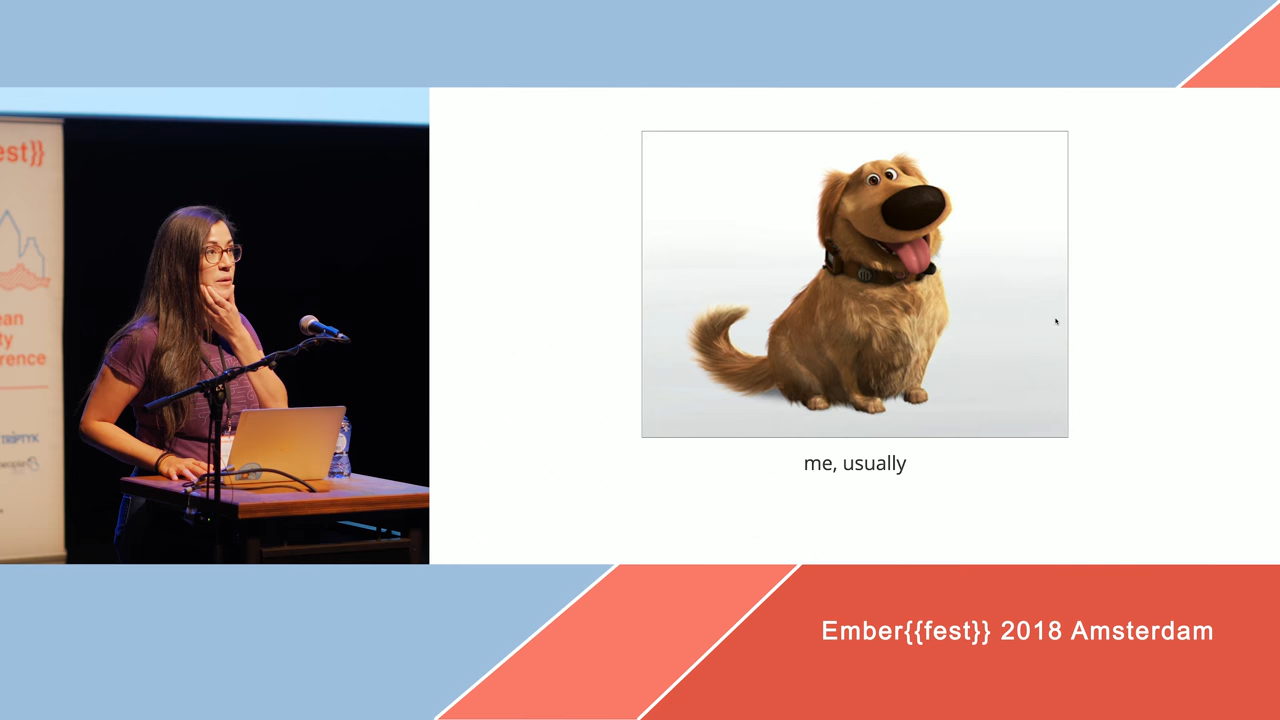 est}}
ean
ty
rence
TRIPTYK
me, usually
Ember{{fest}} 2018 Amsterdam